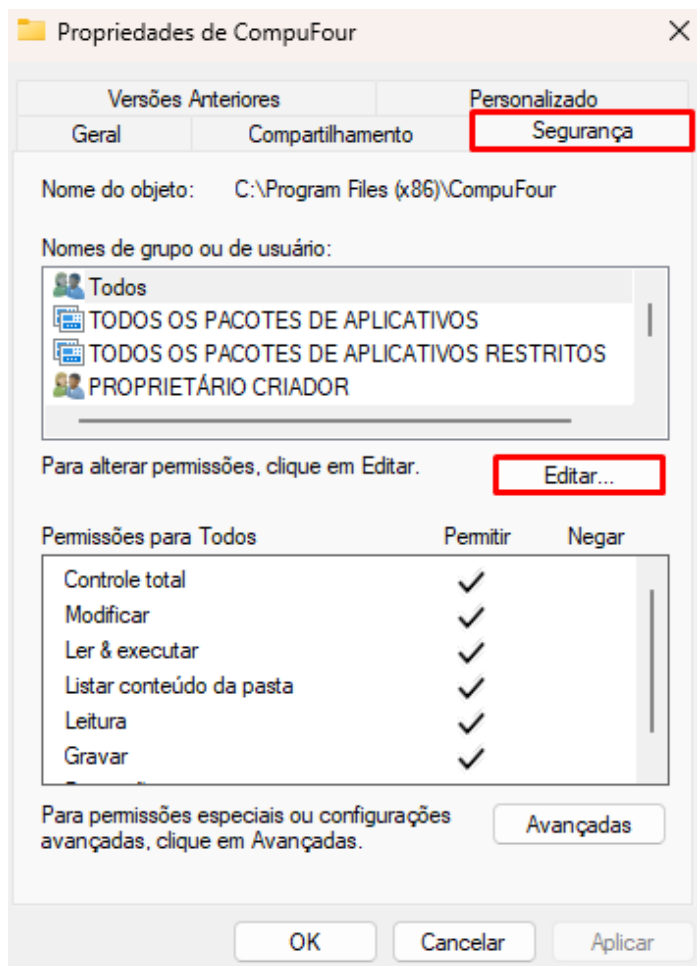 Propriedades de CompuFour
Versões Anteriores Personalizado
Geral Compartilhamento Segurança
Nome do objeto: C:\Program Files (x86)\CompuFour
Nomes de grupo ou de usuário:
Todos
TODOS OS PACOTES DE APLICATIVOS
TODOS OS PACOTES DE APLICATIVOS RESTRITOS
PROPRIETÁRIO CRIADOR
Para alterar permissões, clique em Editar. Editar...
Permissões para Todos Permitir Negar
Controle total
Modificar
Ler & executar
Listar conteúdo da pasta
Leitura
Gravar
Para permissões especiais ou configurações
avançadas, clique em Avançadas. Avançadas
OK Cancelar Aplicar